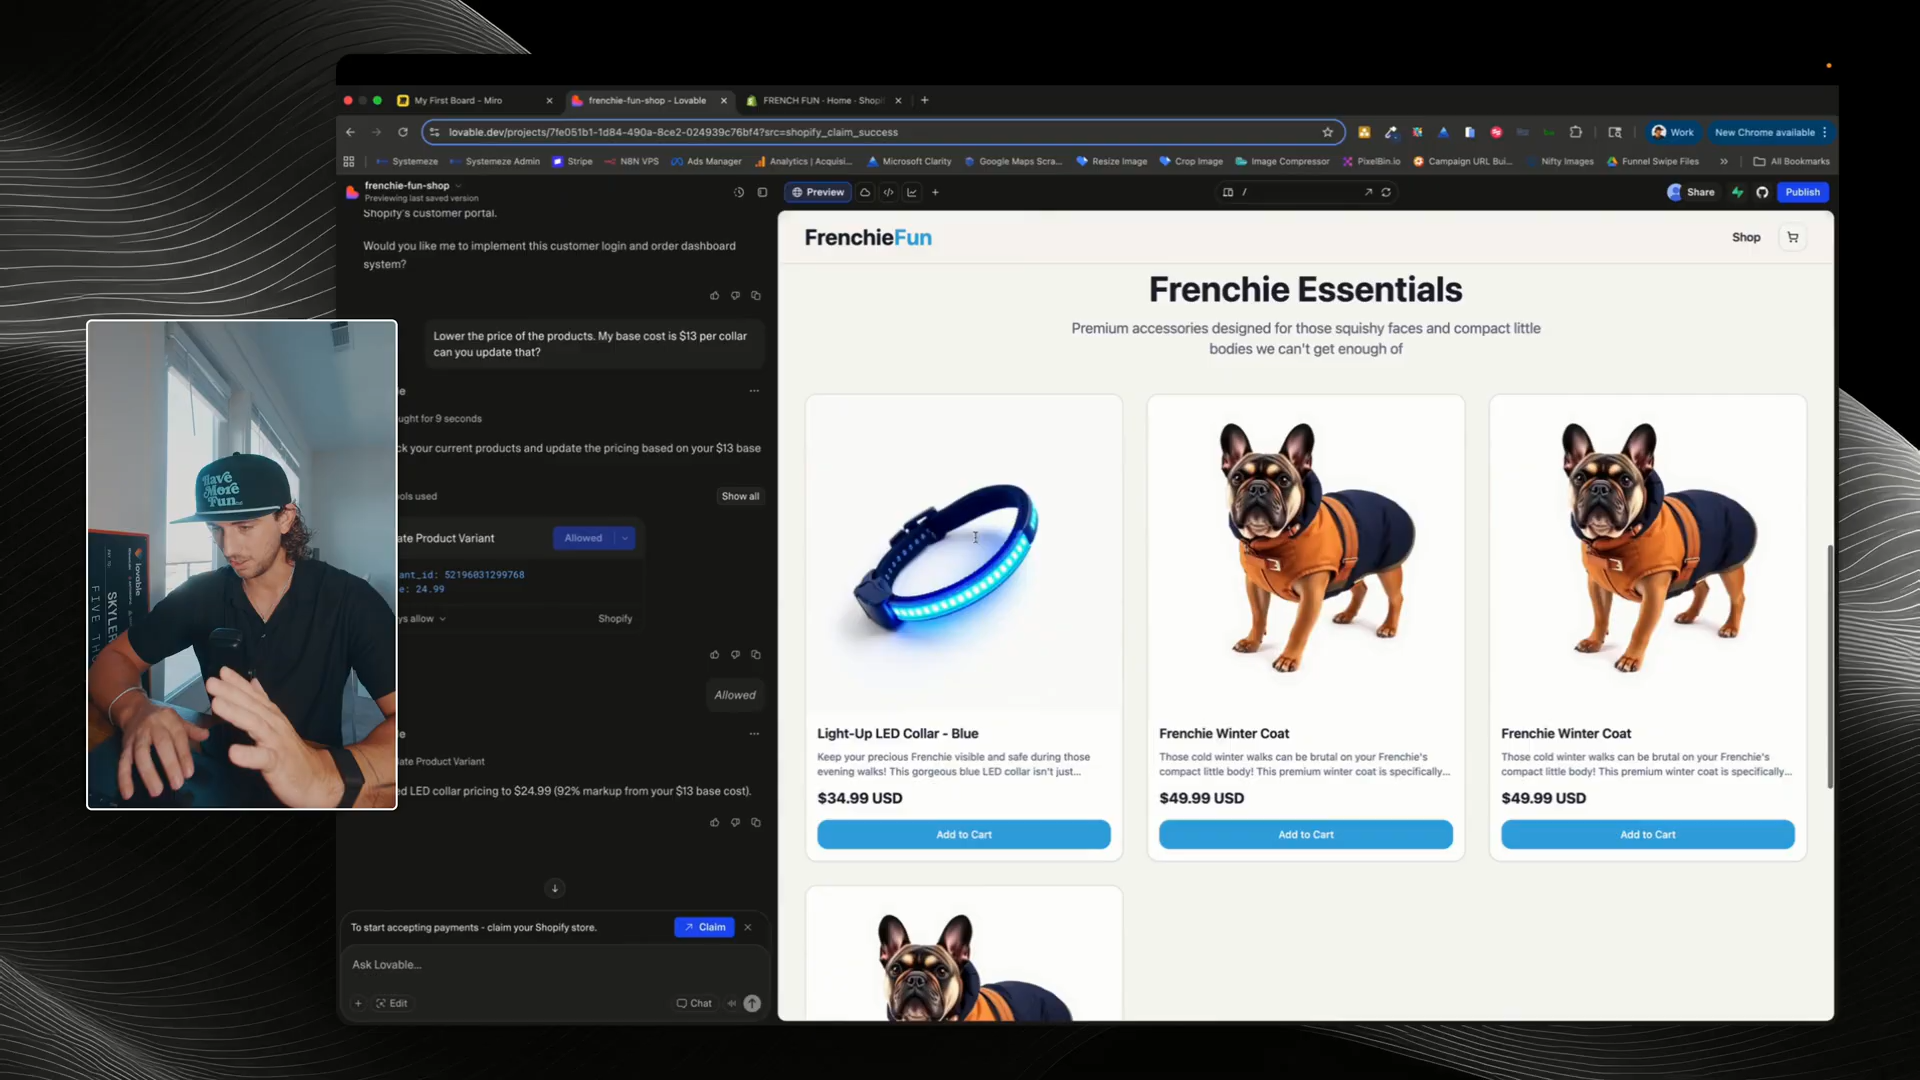 My First Board - Miro
frenchie-fun-shop - Lovable
FRENCH FUN · Home · Shopi
lovable.dev/projects/7fe051b1-1d84-490a-8ce2-024939c76bf4?src=shopify_claim_success
Work
New Chrome available
Systemeze
Systemeze Admin
Stripe
N8N VPS
Ads Manager
Analytics | Acquisi...
Microsoft Clarity
Google Maps Scra...
Resize Image
Crop Image
Image Compressor
PixelBin.io
Campaign URL Bui...
Nifty Images
Funnel Swipe Files
All Bookmarks
frenchie-fun-shop
Previewing last saved version
Preview
/
Share
Publish
Shopify's customer portal.
Would you like me to implement this customer login and order dashboard
system?
Lower the price of the products. My base cost is $13 per collar
can you update that?
e
ught for 9 seconds
ck your current products and update the pricing based on your $13 base
ols used
Show all
ate Product Variant
Allowed
ant_id: 52196031299768
e: 24.99
ys allow
Shopify
Allowed
e
ate Product Variant
ed LED collar pricing to $24.99 (92% markup from your $13 base cost).
To start accepting payments - claim your Shopify store.
Claim
Ask Lovable...
Edit
Chat
FrenchieFun
Shop
Frenchie Essentials
Premium accessories designed for those squishy faces and compact little
bodies we can't get enough of
Light-Up LED Collar - Blue
Keep your precious Frenchie visible and safe during those
evening walks! This gorgeous blue LED collar isn't just...
$34.99 USD
Add to Cart
Frenchie Winter Coat
Those cold winter walks can be brutal on your Frenchie's
compact little body! This premium winter coat is specifically...
$49.99 USD
Add to Cart
Frenchie Winter Coat
Those cold winter walks can be brutal on your Frenchie's
compact little body! This premium winter coat is specifically...
$49.99 USD
Add to Cart
Have
More
Fun
lovable
SKYLER
FIVE TH